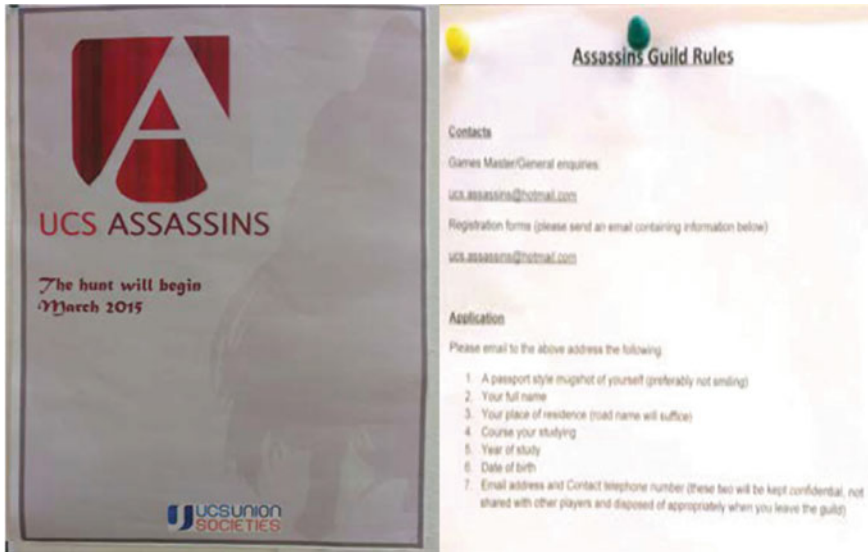 UCS ASSASSINS
The hunt will begin
March 2015
UCSUNION
SOCIETIES
Assassins Guild Rules
Contacts
Games Master/General enquiries
ucs.assassins@hotmail.com
Registration forms (please send an email containing information below)
ucs.assassins@hotmail.com
Application
Please email to the above address the following
1. A passport style mugshot of yourself (preferably not smiling)
2. Your full name
3. Your place of residence (road name will suffice)
4. Course your studying
5. Year of study
6. Date of birth
7. Email address and Contact telephone number (these two will be kept confidential, not
shared with other players and disposed of appropriately when you leave the guild)